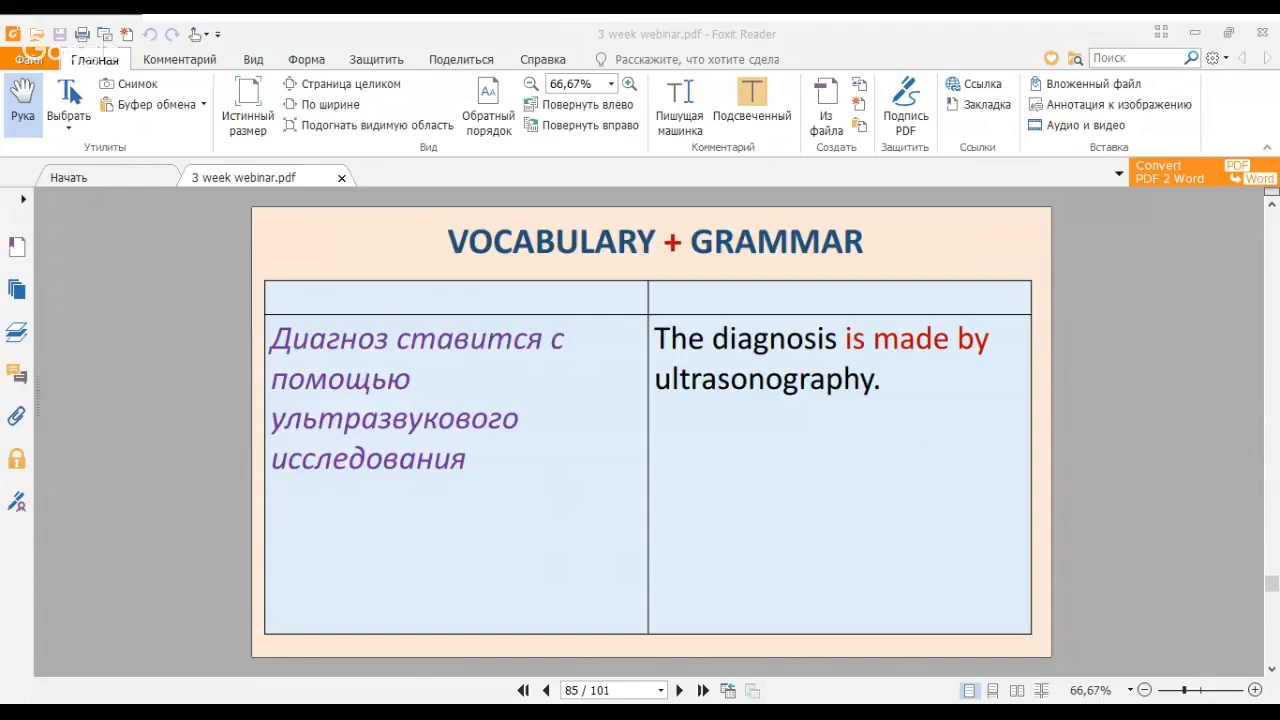 3 week webinar.pdf - Foxit Reader
Файл Главная Комментарий Вид Форма Защитить Поделиться Справка Расскажите, что хотите сделать Поиск
Рука
Выбрать
Снимок
Буфер обмена
Утилиты
Истинный размер
Страница целиком
По ширине
Подогнать видимую область
Обратный порядок
66,67%
Повернуть влево
Повернуть вправо
Вид
Пишущая машинка
Подсвеченный
Комментарий
Из файла
Создать
Подпись PDF
Защитить
Ссылка
Закладка
Ссылки
Вложенный файл
Аннотация к изображению
Аудио и видео
Вставка
Начать
3 week webinar.pdf
Convert PDF
PDF 2 Word Word
VOCABULARY + GRAMMAR
Диагноз ставится с
помощью
ультразвукового
исследования
The diagnosis is made by
ultrasonography.
85 / 101
66,67%